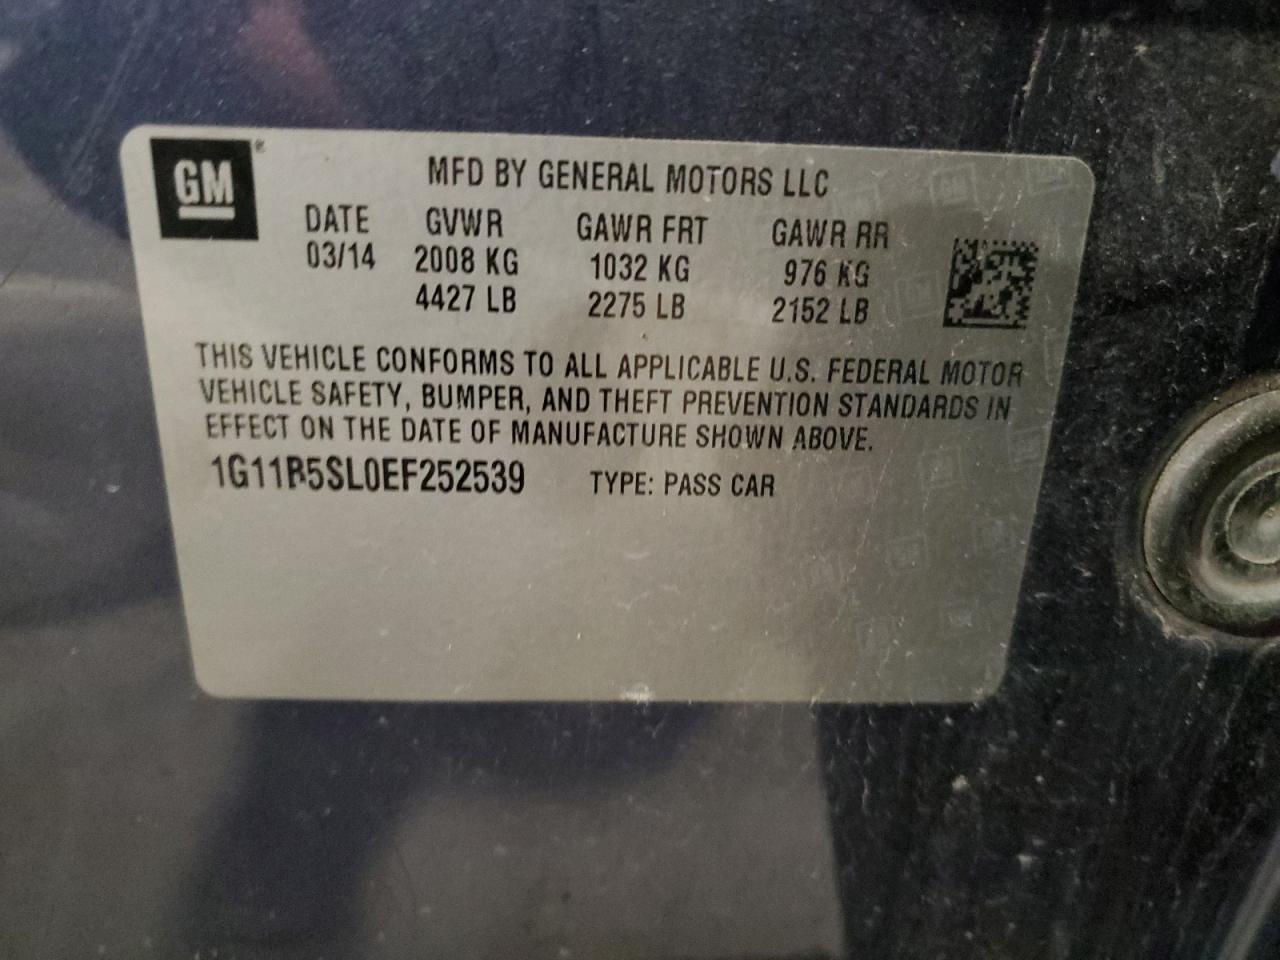 GM®
MFD BY GENERAL MOTORS LLC
DATE GVWR GAWR FRT GAWR RR
03/14 2008 KG 1032 KG 976 KG
4427 LB 2275 LB 2152 LB
THIS VEHICLE CONFORMS TO ALL APPLICABLE U.S. FEDERAL MOTOR
VEHICLE SAFETY, BUMPER, AND THEFT PREVENTION STANDARDS IN
EFFECT ON THE DATE OF MANUFACTURE SHOWN ABOVE.
1G11B5SL0EF252539 TYPE: PASS CAR